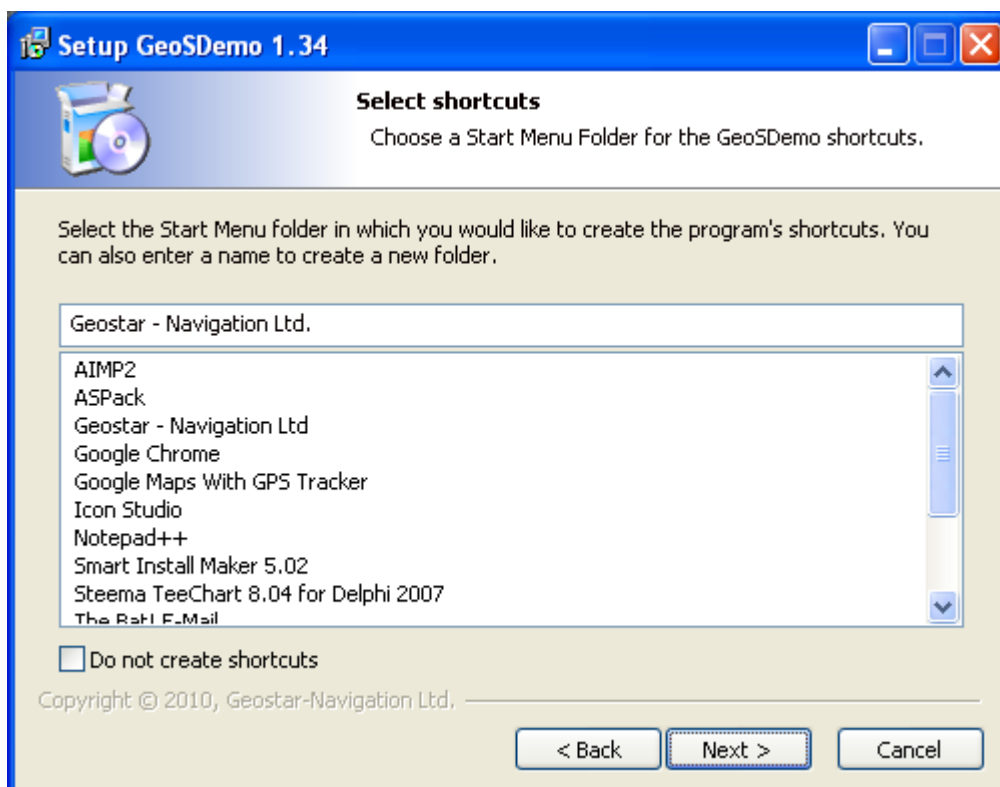 Setup GeoSDemo 1.34
Select shortcuts
Choose a Start Menu Folder for the GeoSDemo shortcuts.
Select the Start Menu folder in which you would like to create the program's shortcuts. You
can also enter a name to create a new folder.
Geostar - Navigation Ltd.
AIMP2
ASPack
Geostar - Navigation Ltd
Google Chrome
Google Maps With GPS Tracker
Icon Studio
Notepad++
Smart Install Maker 5.02
Steema TeeChart 8.04 for Delphi 2007
The Bat! E-Mail
Do not create shortcuts
Copyright © 2010, Geostar-Navigation Ltd.
< Back
Next >
Cancel